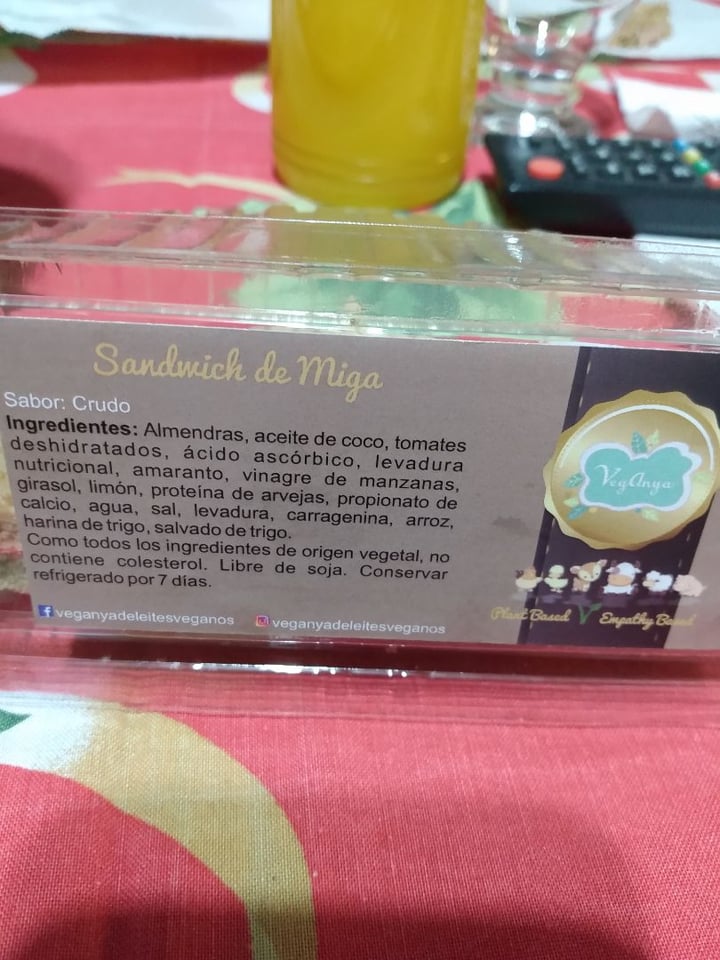 Sandwich de Miga
Sabor: Crudo
Ingredientes: Almendras, aceite de coco, tomates
deshidratados, ácido ascórbico, levadura
nutricional, amaranto, vinagre de manzanas,
girasol, limón, proteína de arvejas, propionato de
calcio, agua, sal, levadura, carragenina, arroz,
harina de trigo, salvado de trigo.
Como todos los ingredientes de origen vegetal, no
contiene colesterol. Libre de soja. Conservar
refrigerado por 7 días.
veganyadeleitesveganos
veganyadeleitesveganos
VegAnya
Plant Based Empathy Based